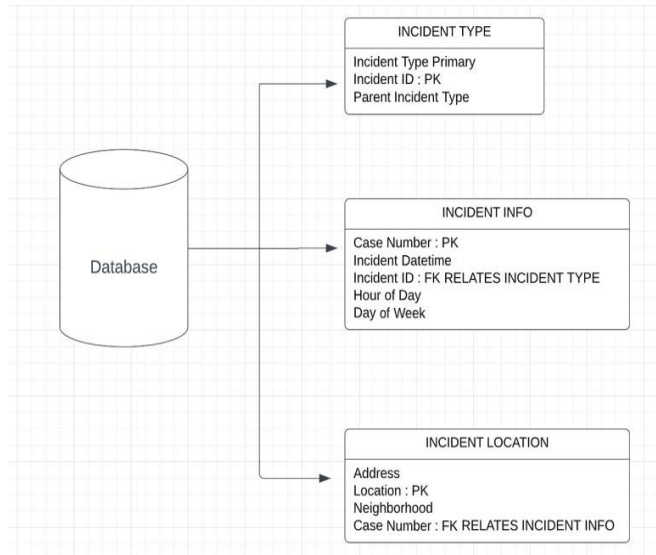 INCIDENT TYPE
Incident Type Primary
Incident ID : PK
Parent Incident Type
Database
INCIDENT INFO
Case Number : PK
Incident Datetime
Incident ID : FK RELATES INCIDENT TYPE
Hour of Day
Day of Week
INCIDENT LOCATION
Address
Location : PK
Neighborhood
Case Number : FK RELATES INCIDENT INFO